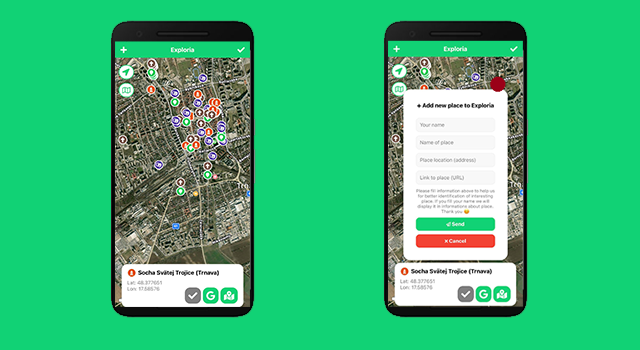 Exploria
Socha Svätej Trojice (Trnava)
Lat: 48.377651
Lon: 17.58576
Exploria
+ Add new place to Exploria
Your name
Name of place
Place location (address)
Link to place (URL)
Please fill information above to help us
for better identification of interesting
place. If you fill your name we will
display it in informations about place.
Thank you 😄
Send
× Cancel
Socha Svätej Trojice (Trnava)
Lat: 48.377651
Lon: 17.58576